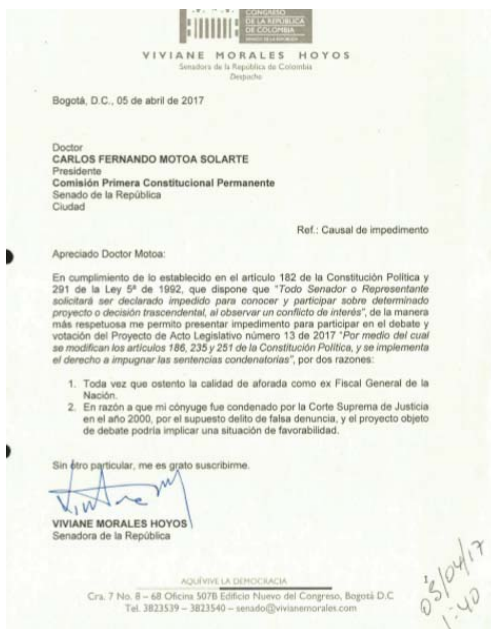 CONGRESO
DE LA REPÚBLICA
DE COLOMBIA
VIVIANE MORALES HOYOS
Senadora de la República de Colombia
Despacho
Bogotá, D.C., 05 de abril de 2017
Doctor
CARLOS FERNANDO MOTOA SOLARTE
Presidente
Comisión Primera Constitucional Permanente
Senado de la República
Ciudad
Ref.: Causal de impedimento
Apreciado Doctor Motoa:
En cumplimiento de lo establecido en el artículo 182 de la Constitución Política y
291 de la Ley 5ª de 1992, que dispone que "Todo Senador o Representante
solicitará ser declarado impedido para conocer y participar sobre determinado
proyecto o decisión trascendental, al observar un conflicto de interés", de la manera
más respetuosa me permito presentar impedimento para participar en el debate y
votación del Proyecto de Acto Legislativo número 13 de 2017 "Por medio del cual
se modifican los artículos 186, 235 y 251 de la Constitución Política, y se implementa
el derecho a impugnar las sentencias condenatorias", por dos razones:
1. Toda vez que ostento la calidad de aforada como ex Fiscal General de la
Nación.
2. En razón a que mi cónyuge fue condenado por la Corte Suprema de Justicia
en el año 2000, por el supuesto delito de falsa denuncia, y el proyecto objeto
de debate podría implicar una situación de favorabilidad.
Sin otro particular, me es grato suscribirme.
VIVIANE MORALES HOYOS
Senadora de la República
AQUÍVIVE LA DEMOCRACIA
Cra. 7 No. 8 – 68 Oficina 507B Edificio Nuevo del Congreso, Bogotá D.C
Tel. 3823539 – 3823540 – senado@vivianemorales.com
03/04/17
1:40